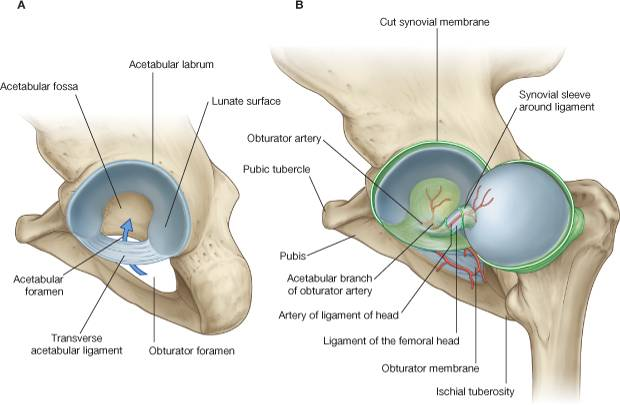 A
Acetabular labrum
Acetabular fossa
Lunate surface
Acetabular
foramen
Transverse
acetabular ligament
Obturator foramen
B
Cut synovial membrane
Synovial sleeve
around ligament
Obturator artery
Pubic tubercle
Pubis
Acetabular branch
of obturator artery
Artery of ligament of head
Ligament of the femoral head
Obturator membrane
Ischial tuberosity